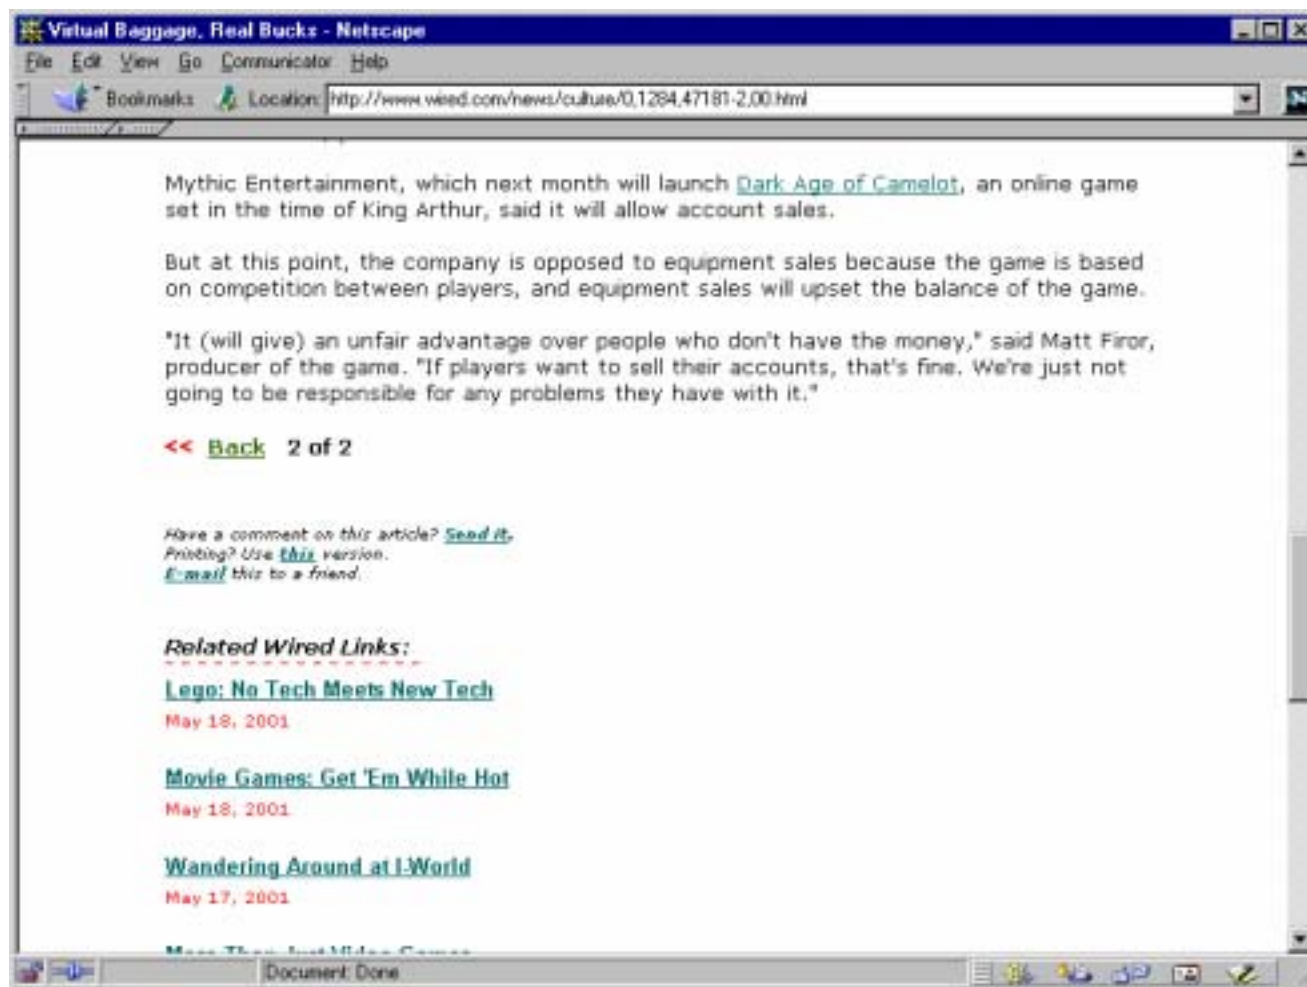 Virtual Baggage, Real Bucks - Netscape
File Edit View Go Communicator Help
Bookmarks Location: http://www.wired.com/news/culture/0,1284,47181-2,00.html
Mythic Entertainment, which next month will launch Dark Age of Camelot, an online game
set in the time of King Arthur, said it will allow account sales.
But at this point, the company is opposed to equipment sales because the game is based
on competition between players, and equipment sales will upset the balance of the game.
"It (will give) an unfair advantage over people who don't have the money," said Matt Firor,
producer of the game. "If players want to sell their accounts, that's fine. We're just not
going to be responsible for any problems they have with it."
<< Back 2 of 2
Have a comment on this article? Send it.
Printing? Use this version.
E-mail this to a friend.
Related Wired Links:
Lego: No Tech Meets New Tech
May 18, 2001
Movie Games: Get 'Em While Hot
May 18, 2001
Wandering Around at I-World
May 17, 2001
More Than Just Video Games
Document: Done